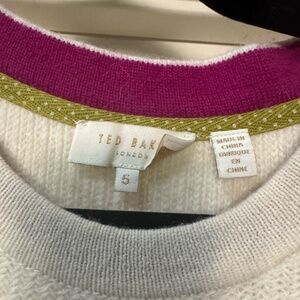 TED BAK
LONDON
5
MADE IN
CHINA
FABRIQUE
EN
CHINE